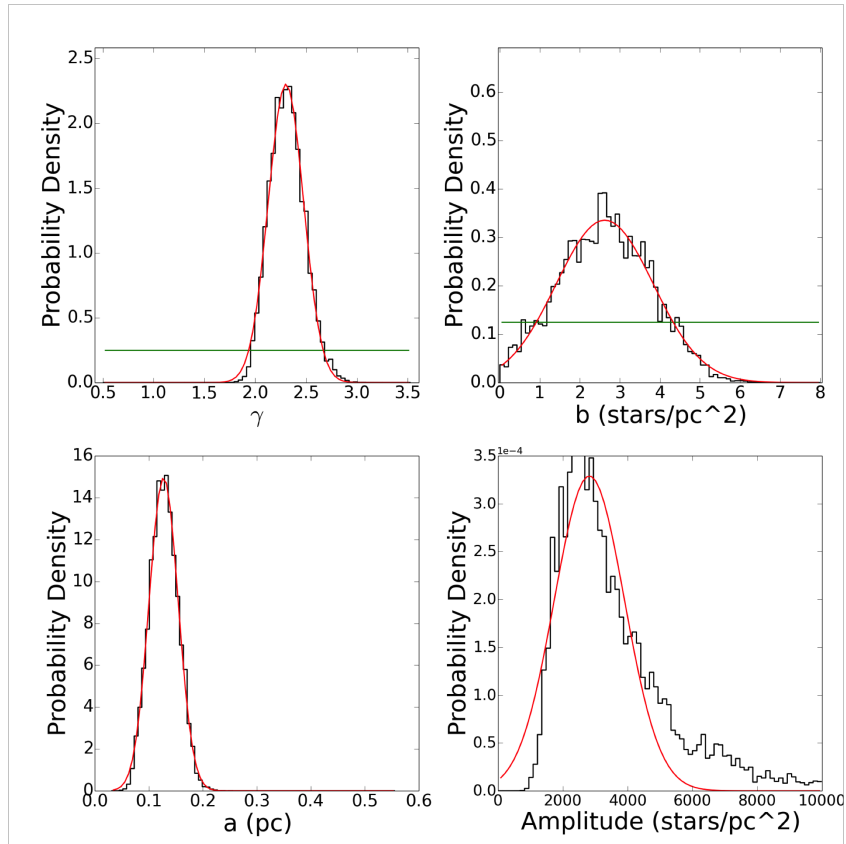 2.5
2.0
1.5
1.0
0.5
0.0
Probability Density
0.5 1.0 1.5 2.0 2.5 3.0 3.5
γ
0.6
0.5
0.4
0.3
0.2
0.1
0.0
Probability Density
0 1 2 3 4 5 6 7 8
b (stars/pc^2)
16
14
12
10
8
6
4
2
0
Probability Density
0.0 0.1 0.2 0.3 0.4 0.5 0.6
a (pc)
1e−4
3.5
3.0
2.5
2.0
1.5
1.0
0.5
0.0
Probability Density
0 2000 4000 6000 8000 10000
Amplitude (stars/pc^2)